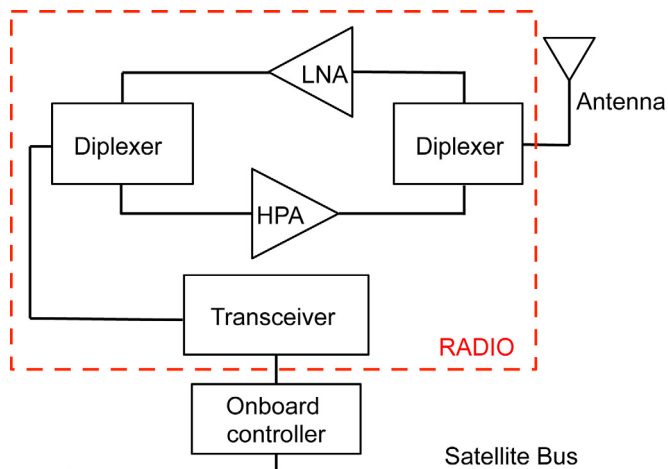 LNA
Antenna
Diplexer
Diplexer
HPA
Transceiver
RADIO
Onboard
controller
Satellite Bus